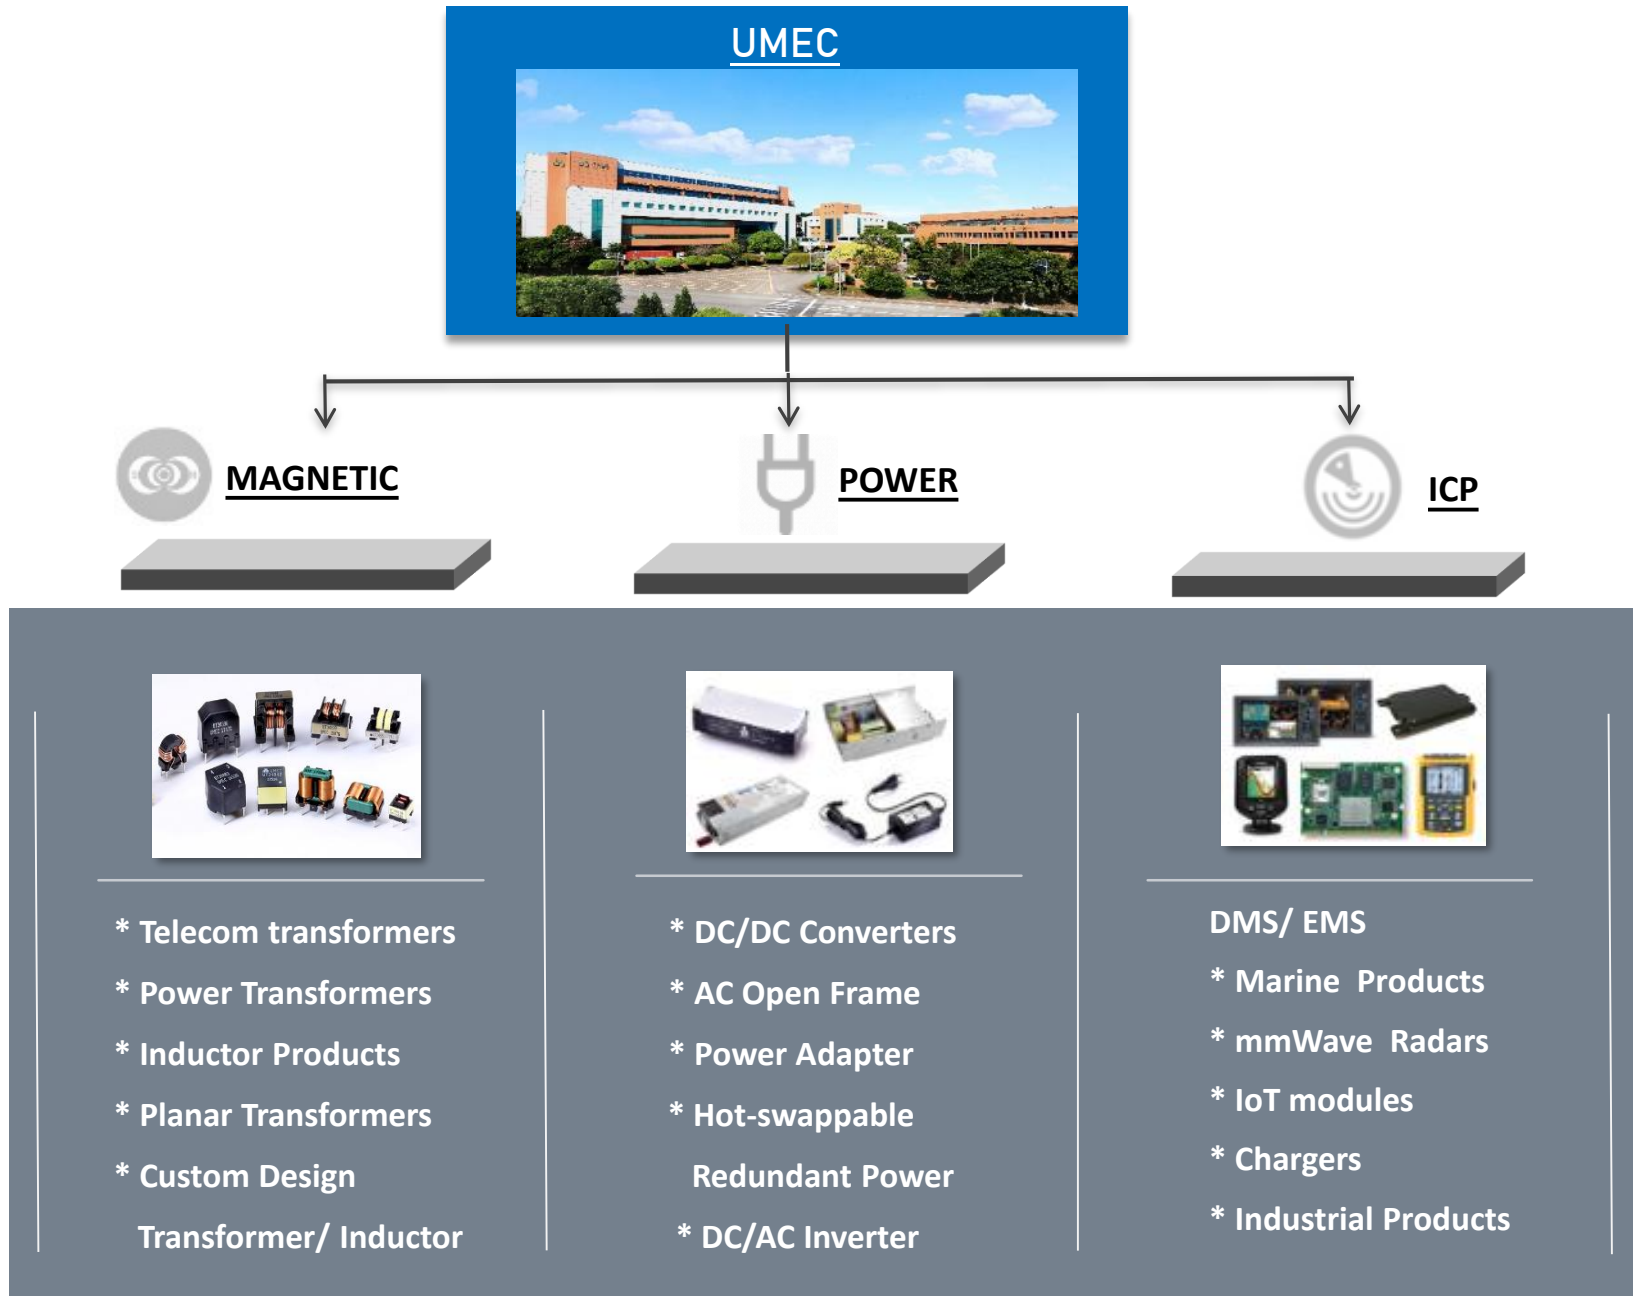 UMEC
MAGNETIC
POWER
ICP
* Telecom transformers
* Power Transformers
* Inductor Products
* Planar Transformers
* Custom Design
Transformer/ Inductor
* DC/DC Converters
* AC Open Frame
* Power Adapter
* Hot-swappable
Redundant Power
* DC/AC Inverter
DMS/ EMS
* Marine  Products
* mmWave  Radars
* IoT modules
* Chargers
* Industrial Products